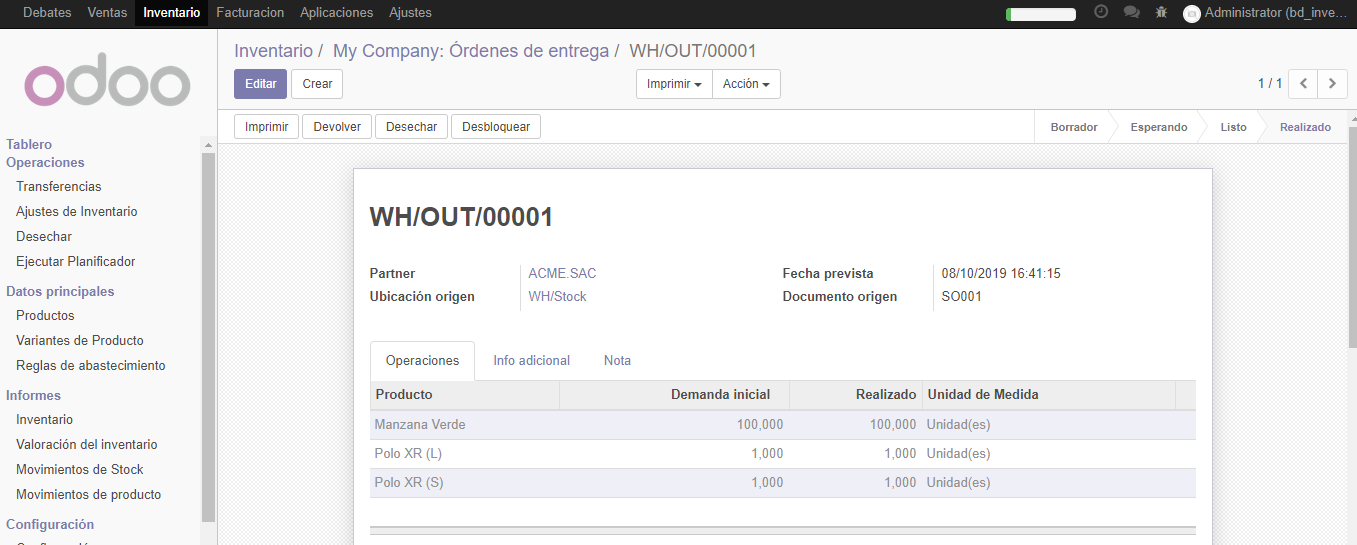 Debates Ventas Inventario Facturacion Aplicaciones Ajustes Administrator (bd_inve...
odoo
Inventario / My Company: Órdenes de entrega / WH/OUT/00001
Editar Crear Imprimir Acción 1 / 1
Imprimir Devolver Desechar Desbloquear Borrador Esperando Listo Realizado
Tablero
Operaciones
Transferencias
Ajustes de Inventario
Desechar
Ejecutar Planificador
Datos principales
Productos
Variantes de Producto
Reglas de abastecimiento
Informes
Inventario
Valoración del inventario
Movimientos de Stock
Movimientos de producto
Configuración
WH/OUT/00001
Partner ACME.SAC Fecha prevista 08/10/2019 16:41:15
Ubicación origen WH/Stock Documento origen SO001
Operaciones Info adicional Nota
Producto Demanda inicial Realizado Unidad de Medida
Manzana Verde 100,000 100,000 Unidad(es)
Polo XR (L) 1,000 1,000 Unidad(es)
Polo XR (S) 1,000 1,000 Unidad(es)